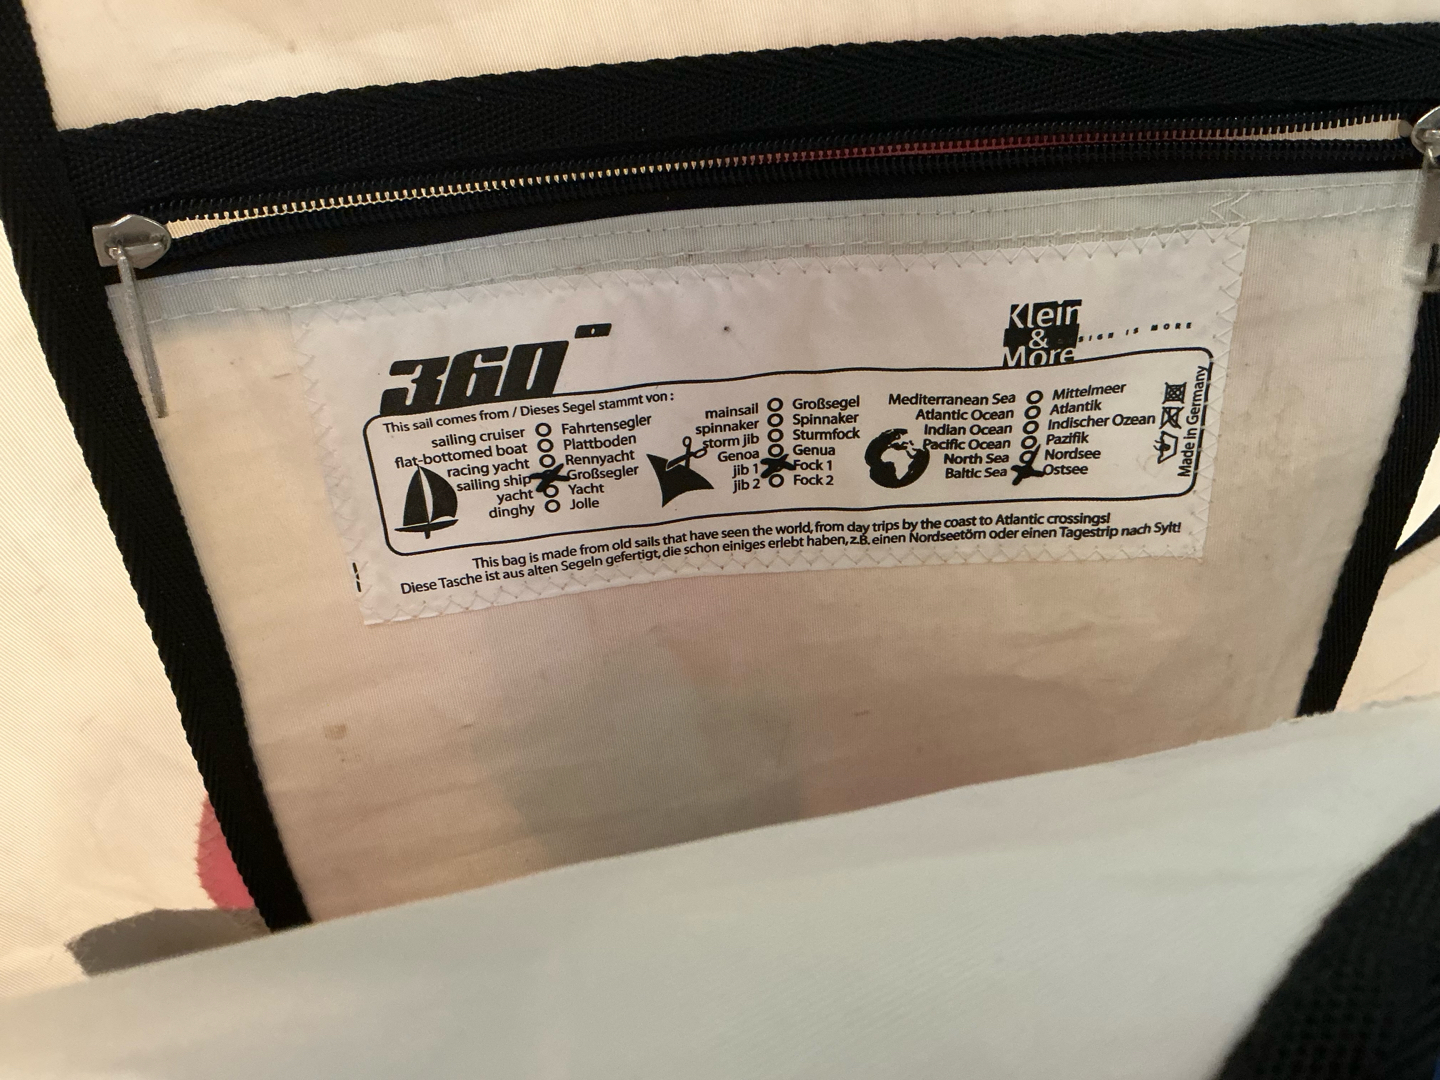 360°
Klein
&
More
SIGN IS MORE
This sail comes from / Dieses Segel stammt von :
sailing cruiser Fahrtensegler
flat-bottomed boat Plattboden
racing yacht Rennyacht
sailing ship Großsegler
yacht Yacht
dinghy Jolle
mainsail Großsegel
spinnaker Spinnaker
storm jib Sturmfock
Genoa Genua
jib 1 Fock 1
jib 2 Fock 2
Mediterranean Sea Mittelmeer
Atlantic Ocean Atlantik
Indian Ocean Indischer Ozean
Pacific Ocean Pazifik
North Sea Nordsee
Baltic Sea Ostsee
Made in Germany
This bag is made from old sails that have seen the world, from day trips by the coast to Atlantic crossings!
Diese Tasche ist aus alten Segeln gefertigt, die schon einiges erlebt haben, z.B. einen Nordseetörn oder einen Tagestrip nach Sylt!